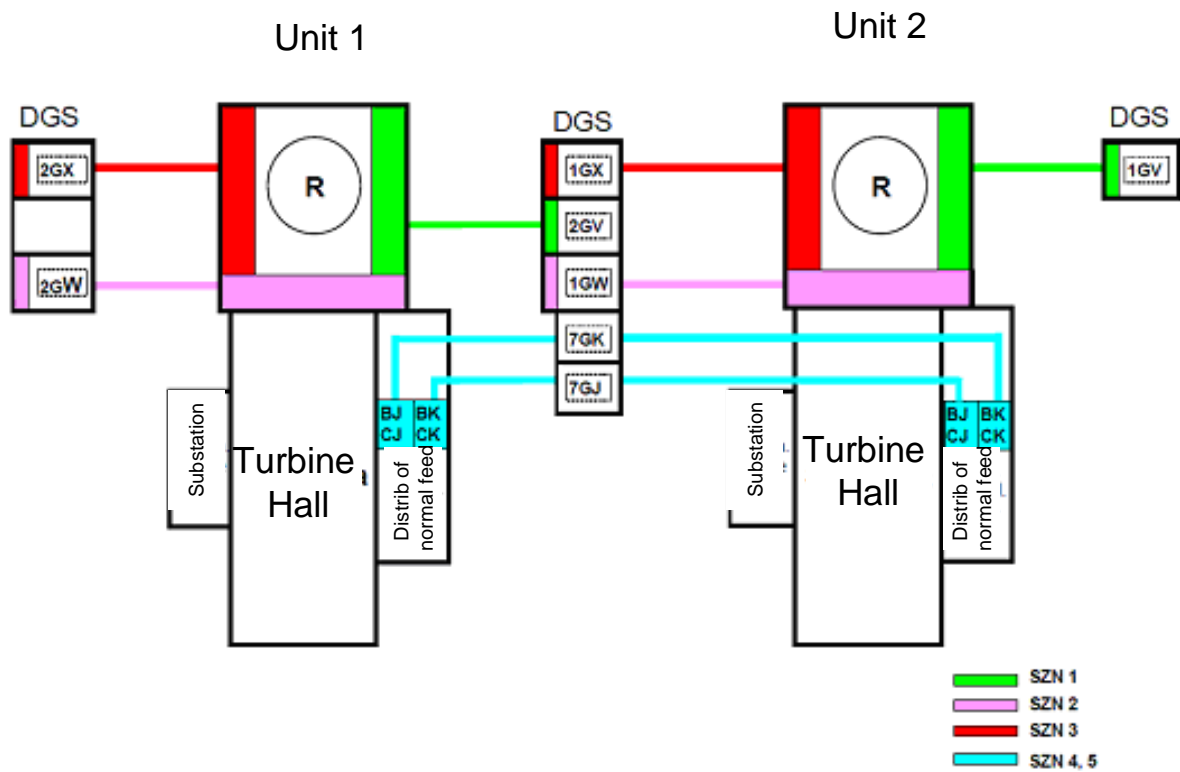 Unit 1
Unit 2
DGS
DGS
DGS
2GX
2GW
R
1GX
2GV
1GW
7GK
7GJ
R
1GV
Substation
Turbine
Hall
BJ BK
CJ CK
Distrib of
normal feed
Substation
Turbine
Hall
BJ BK
CJ CK
Distrib of
normal feed
SZN 1
SZN 2
SZN 3
SZN 4, 5